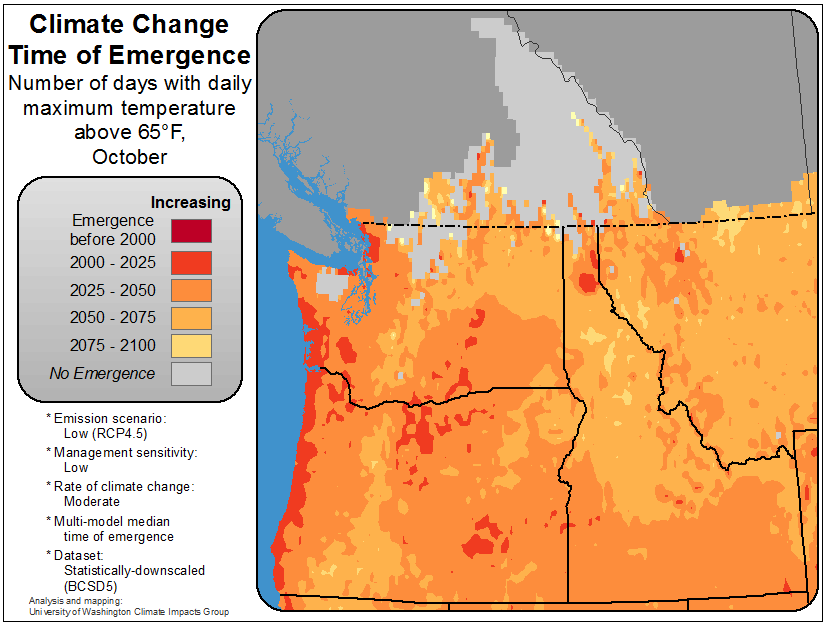 Climate Change
Time of Emergence
Number of days with daily
maximum temperature
above 65°F,
October
Increasing
Emergence
before 2000
2000 - 2025
2025 - 2050
2050 - 2075
2075 - 2100
No Emergence
* Emission scenario:
Low (RCP4.5)
* Management sensitivity:
Low
* Rate of climate change:
Moderate
* Multi-model median
time of emergence
* Dataset:
Statistically-downscaled
(BCSD5)
Analysis and mapping:
University of Washington Climate Impacts Group